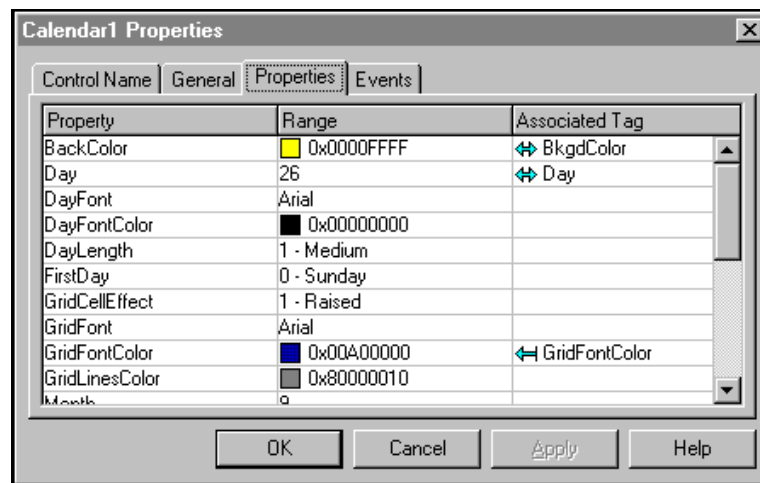 Calendar1 Properties
Control Name General Properties Events
Property Range Associated Tag
BackColor 0x0000FFFF BkgdColor
Day 26 Day
DayFont Arial
DayFontColor 0x00000000
DayLength 1 - Medium
FirstDay 0 - Sunday
GridCellEffect 1 - Raised
GridFont Arial
GridFontColor 0x00A00000 GridFontColor
GridLinesColor 0x80000010
Month 9
OK Cancel Apply Help